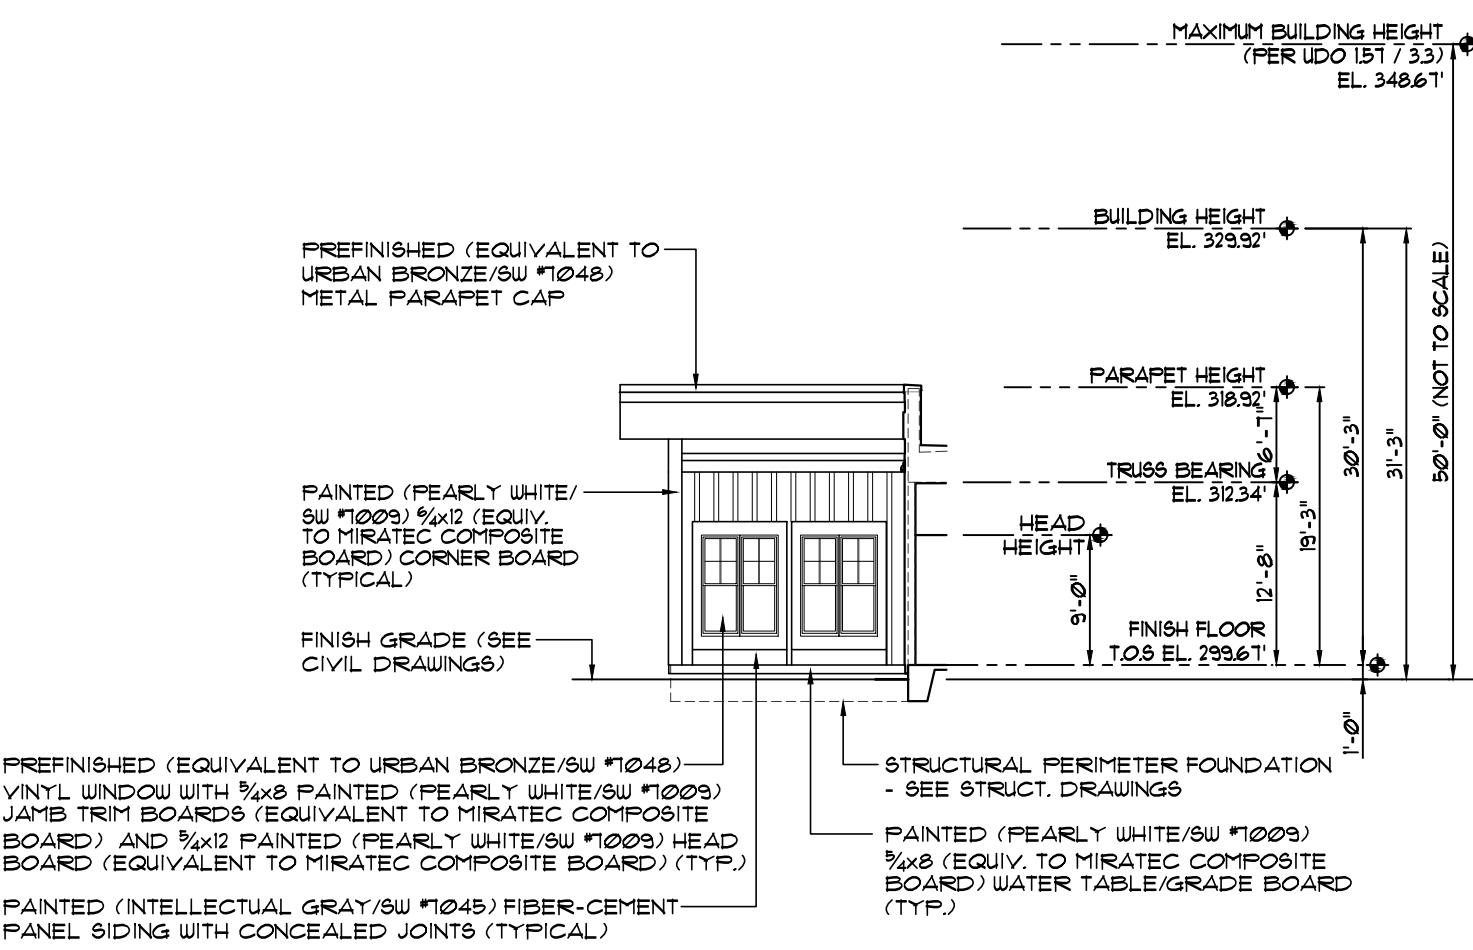 MAXIMUM BUILDING HEIGHT
(PER UDO 1.5.7 / 3.3)
EL. 348.67'
BUILDING HEIGHT
EL. 329.92'
PREFINISHED (EQUIVALENT TO
URBAN BRONZE/SW #7048)
METAL PARAPET CAP
50'-0" (NOT TO SCALE)
PARAPET HEIGHT
EL. 318.92'
6'-7"
30'-3"
31'-3"
TRUSS BEARING
EL. 312.34'
PAINTED (PEARLY WHITE/
SW #7009) 6/4x12 (EQUIV.
TO MIRATEC COMPOSITE
BOARD) CORNER BOARD
(TYPICAL)
HEAD
HEIGHT
19'-3"
12'-8"
9'-0"
FINISH FLOOR
T.O.S EL. 299.67'
FINISH GRADE (SEE
CIVIL DRAWINGS)
1'-0"
PREFINISHED (EQUIVALENT TO URBAN BRONZE/SW #7048)
VINYL WINDOW WITH 5/4x8 PAINTED (PEARLY WHITE/SW #7009)
JAMB TRIM BOARDS (EQUIVALENT TO MIRATEC COMPOSITE
BOARD) AND 5/4x12 PAINTED (PEARLY WHITE/SW #7009) HEAD
BOARD (EQUIVALENT TO MIRATEC COMPOSITE BOARD) (TYP.)
STRUCTURAL PERIMETER FOUNDATION
- SEE STRUCT. DRAWINGS
PAINTED (PEARLY WHITE/SW #7009)
5/4x8 (EQUIV. TO MIRATEC COMPOSITE
BOARD) WATER TABLE/GRADE BOARD
(TYP.)
PAINTED (INTELLECTUAL GRAY/SW #7045) FIBER-CEMENT
PANEL SIDING WITH CONCEALED JOINTS (TYPICAL)